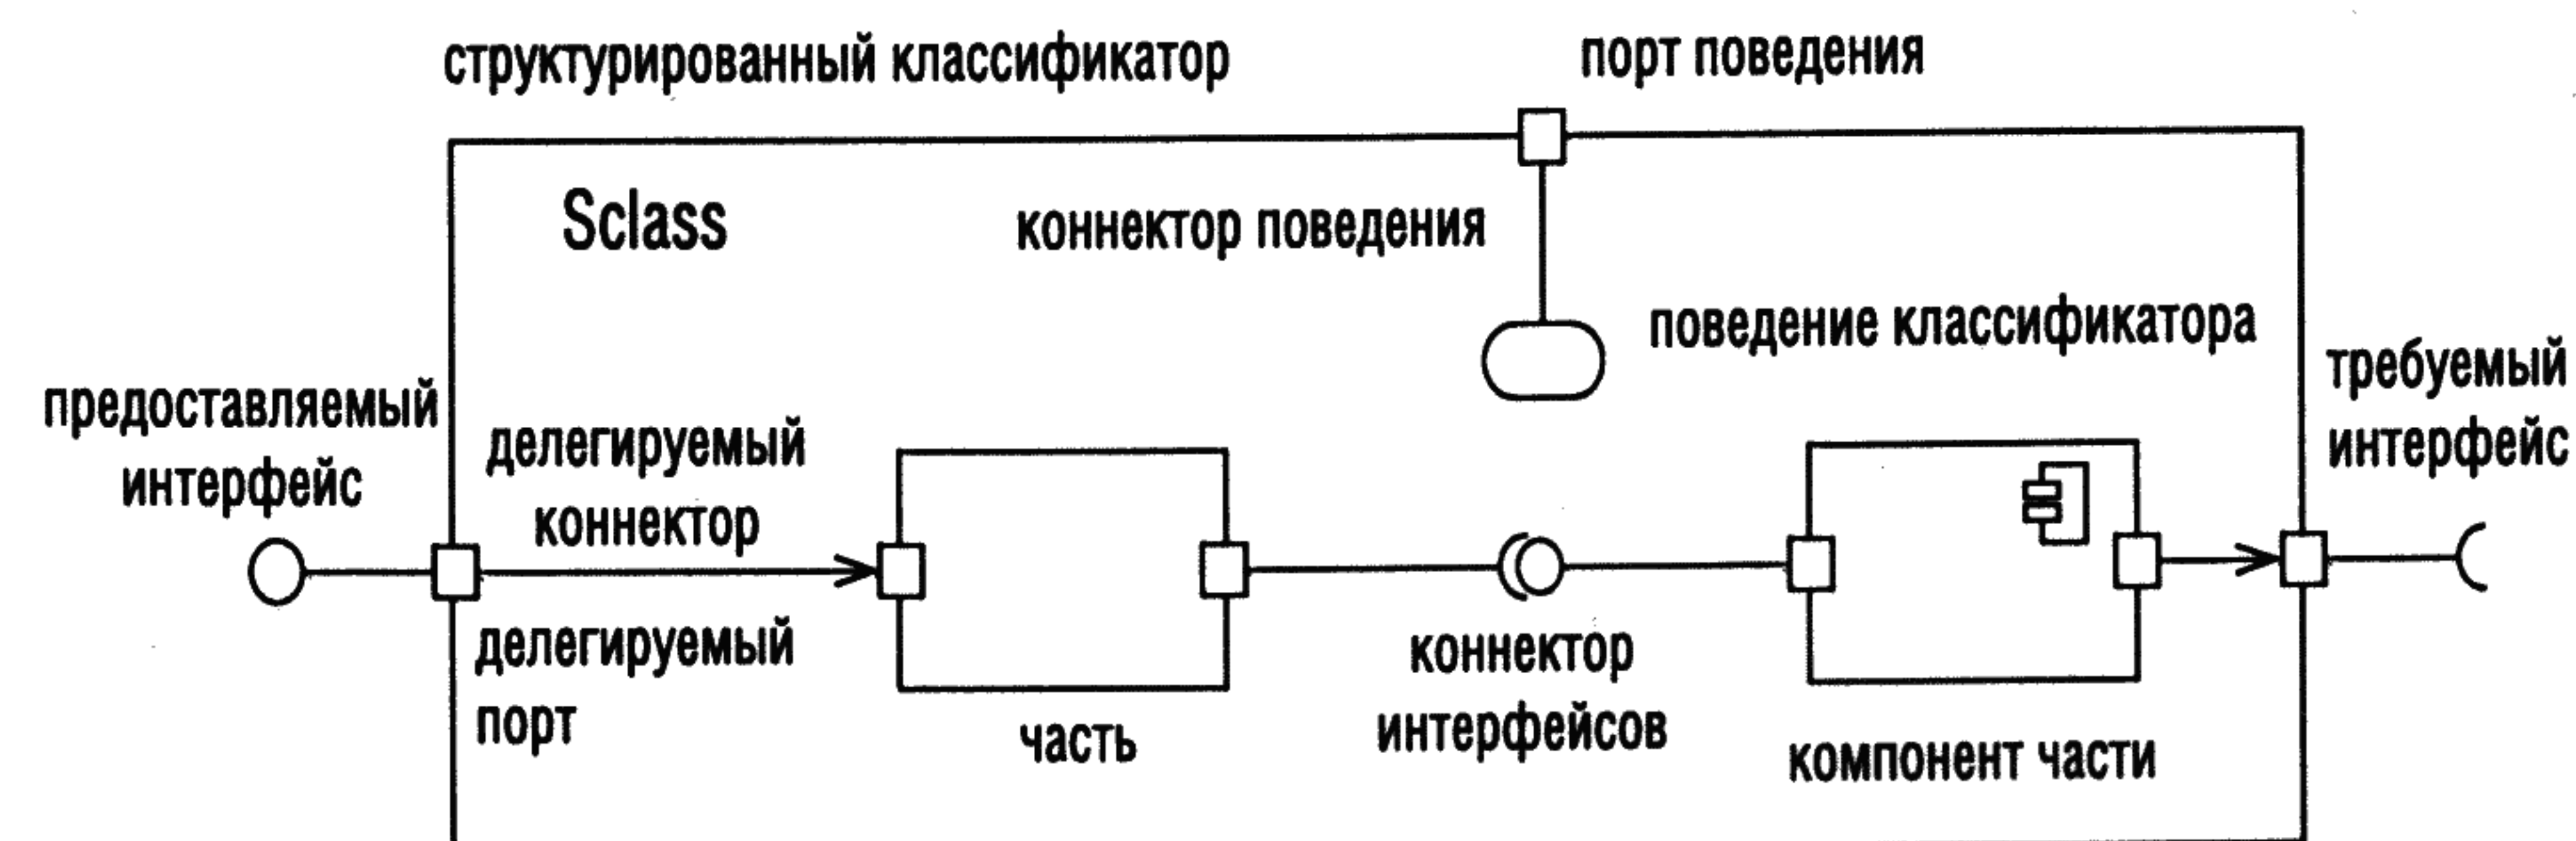 структурированный классификатор
порт поведения
Sclass
коннектор поведения
поведение классификатора
требуемый
интерфейс
предоставляемый
интерфейс
делегируемый
коннектор
делегируемый
порт
часть
коннектор
интерфейсов
компонент части